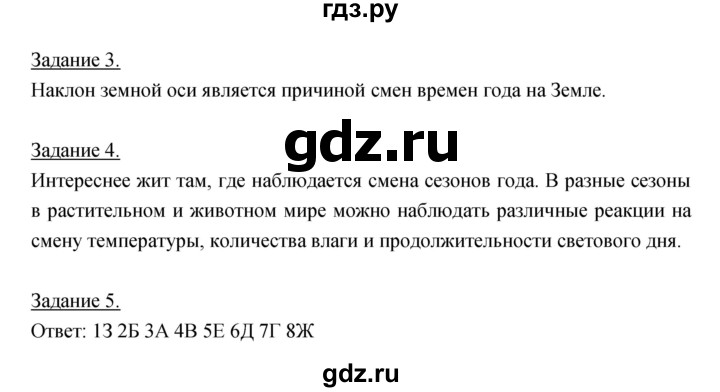 гдз.ру
Задание 3.
Наклон земной оси является причиной смен времен года на Земле.
Задание 4.
gdz.ru
Интереснее жит там, где наблюдается смена сезонов года. В разные сезоны
в растительном и животном мире можно наблюдать различные реакции на
смену температуры, количества влаги и продолжительности светового дня.
Задание 5.
Ответ: 1З 2Б 3А 4В 5Е 6Д 7Г 8Ж
gdz.ru